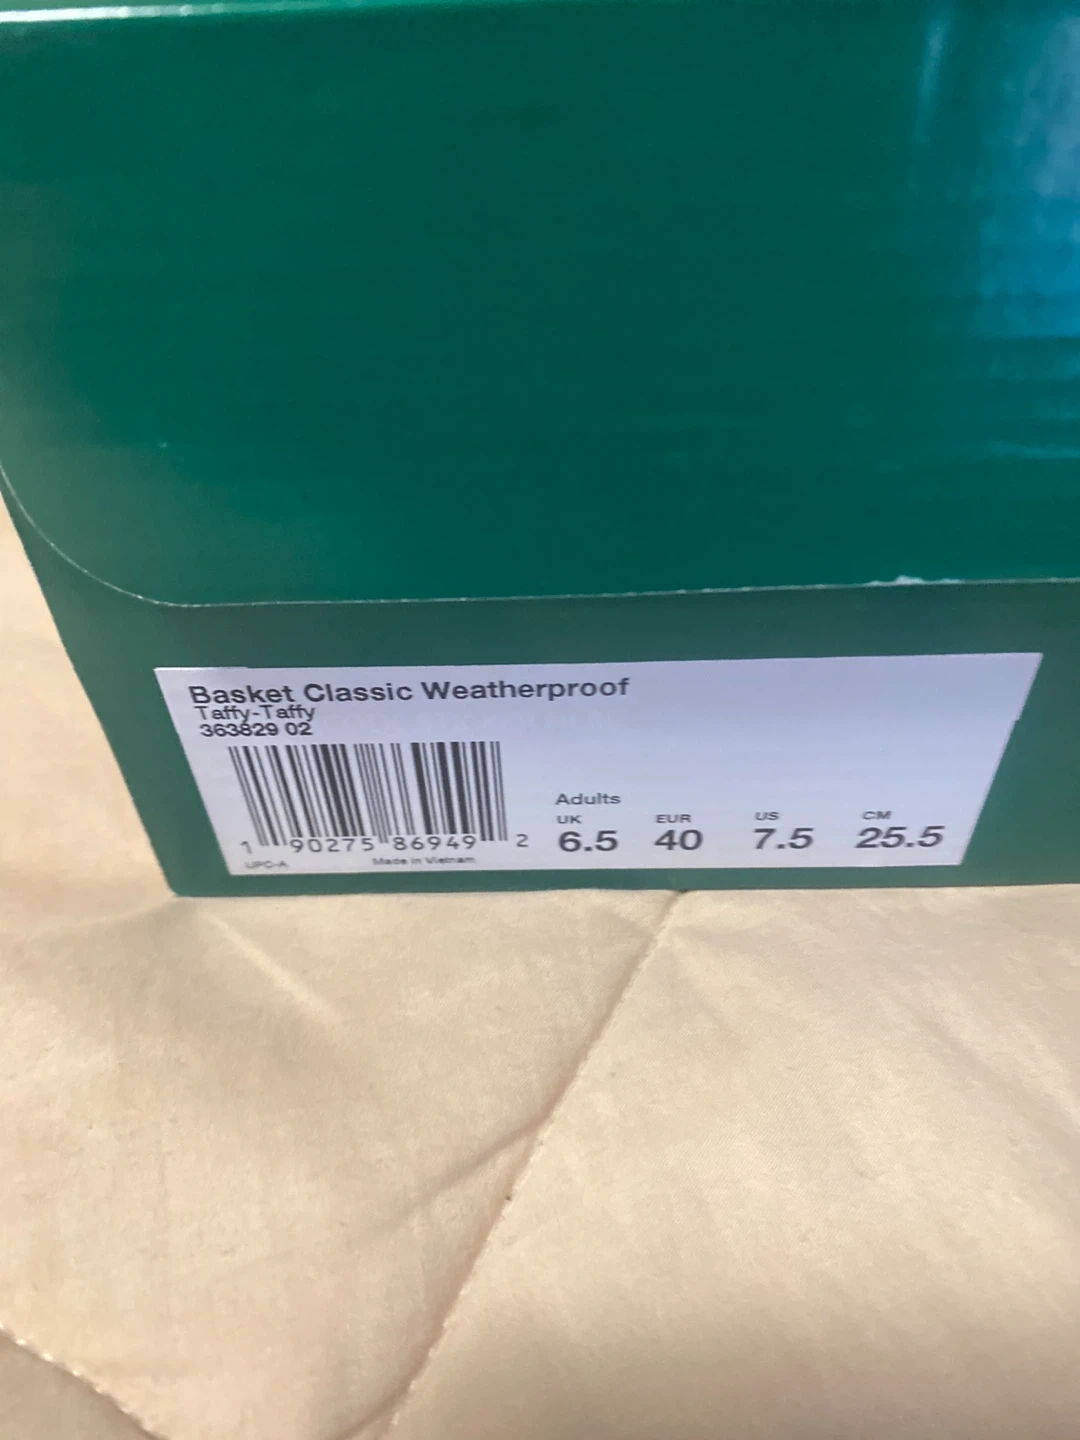 Basket Classic Weatherproof
Taffy-Taffy
363829 02
Adults
UK EUR US CM
6.5 40 7.5 25.5
1 90275 86949 2
UPC-A Made in Vietnam